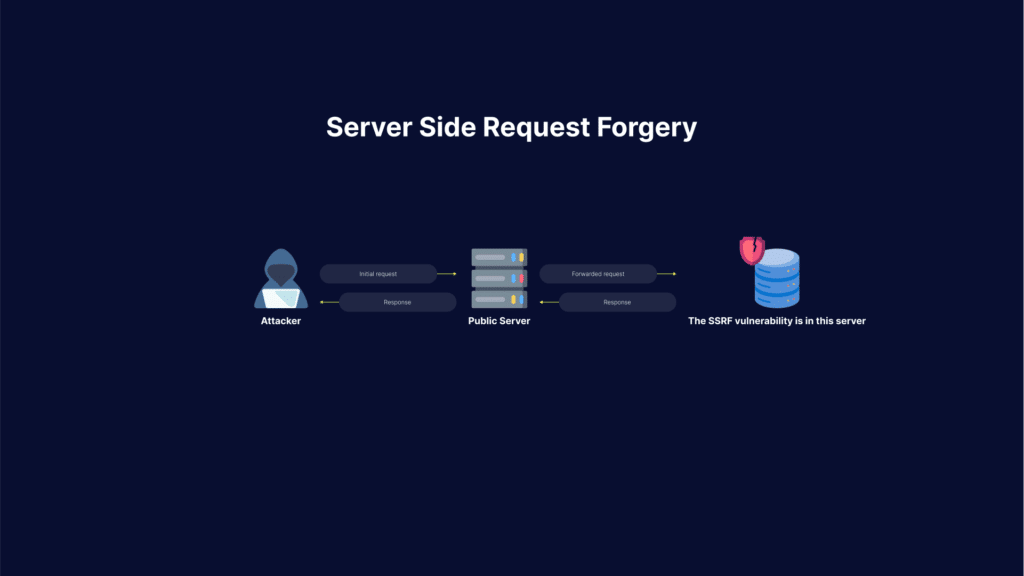 Server Side Request Forgery
Initial request
Forwarded request
Response
Response
Attacker
Public Server
The SSRF vulnerability is in this server